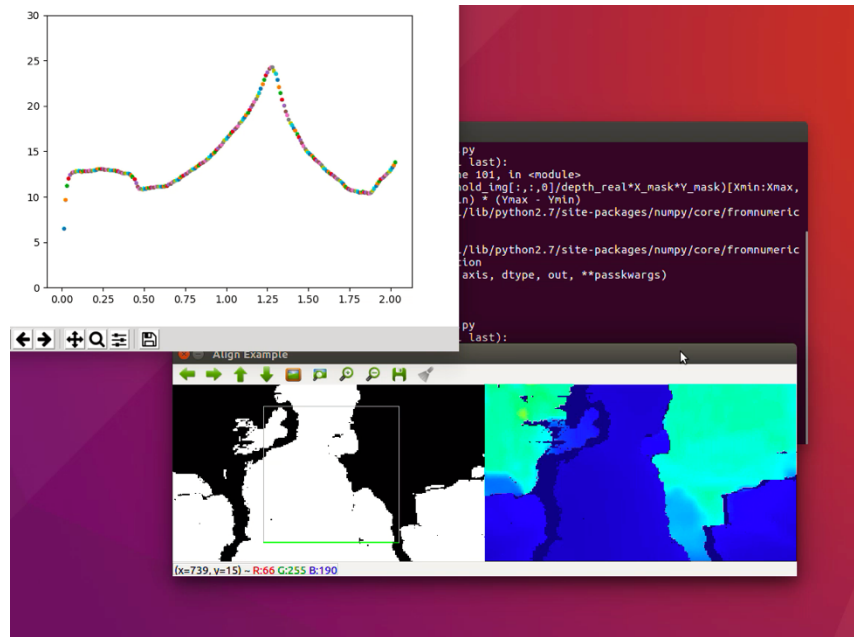 30
25
20
15
10
5
0
0.00 0.25 0.50 0.75 1.00 1.25 1.50 1.75 2.00
.py
last):
ne 101, in <module>
hold_img[:,:,0]/depth_real*X_mask*Y_mask)[Xmin:Xmax,
in) * (Ymax - Ymin)
./lib/python2.7/site-packages/numpy/core/fromnumeric
./lib/python2.7/site-packages/numpy/core/fromnumeric
tion
axis, dtype, out, **passkwargs)
.py
last):
Align Example
(x=739, y=15) ~ R:66 G:255 B:190